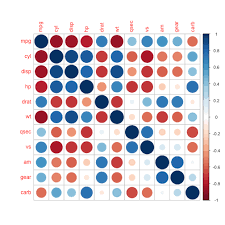 mpg cyl disp hp drat wt qsec vs am gear carb
mpg
cyl
disp
hp
drat
wt
qsec
vs
am
gear
carb
1
0.8
0.6
0.4
0.2
0
-0.2
-0.4
-0.6
-0.8
-1